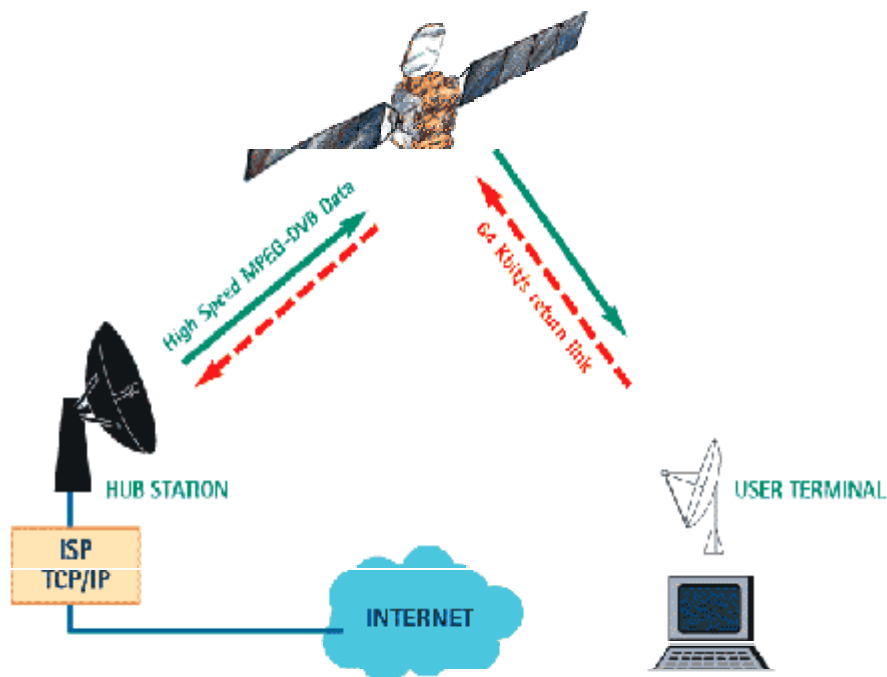 High Speed MPEG-DVB Data
64 Kbit/s return link
HUB STATION
USER TERMINAL
ISP
TCP/IP
INTERNET